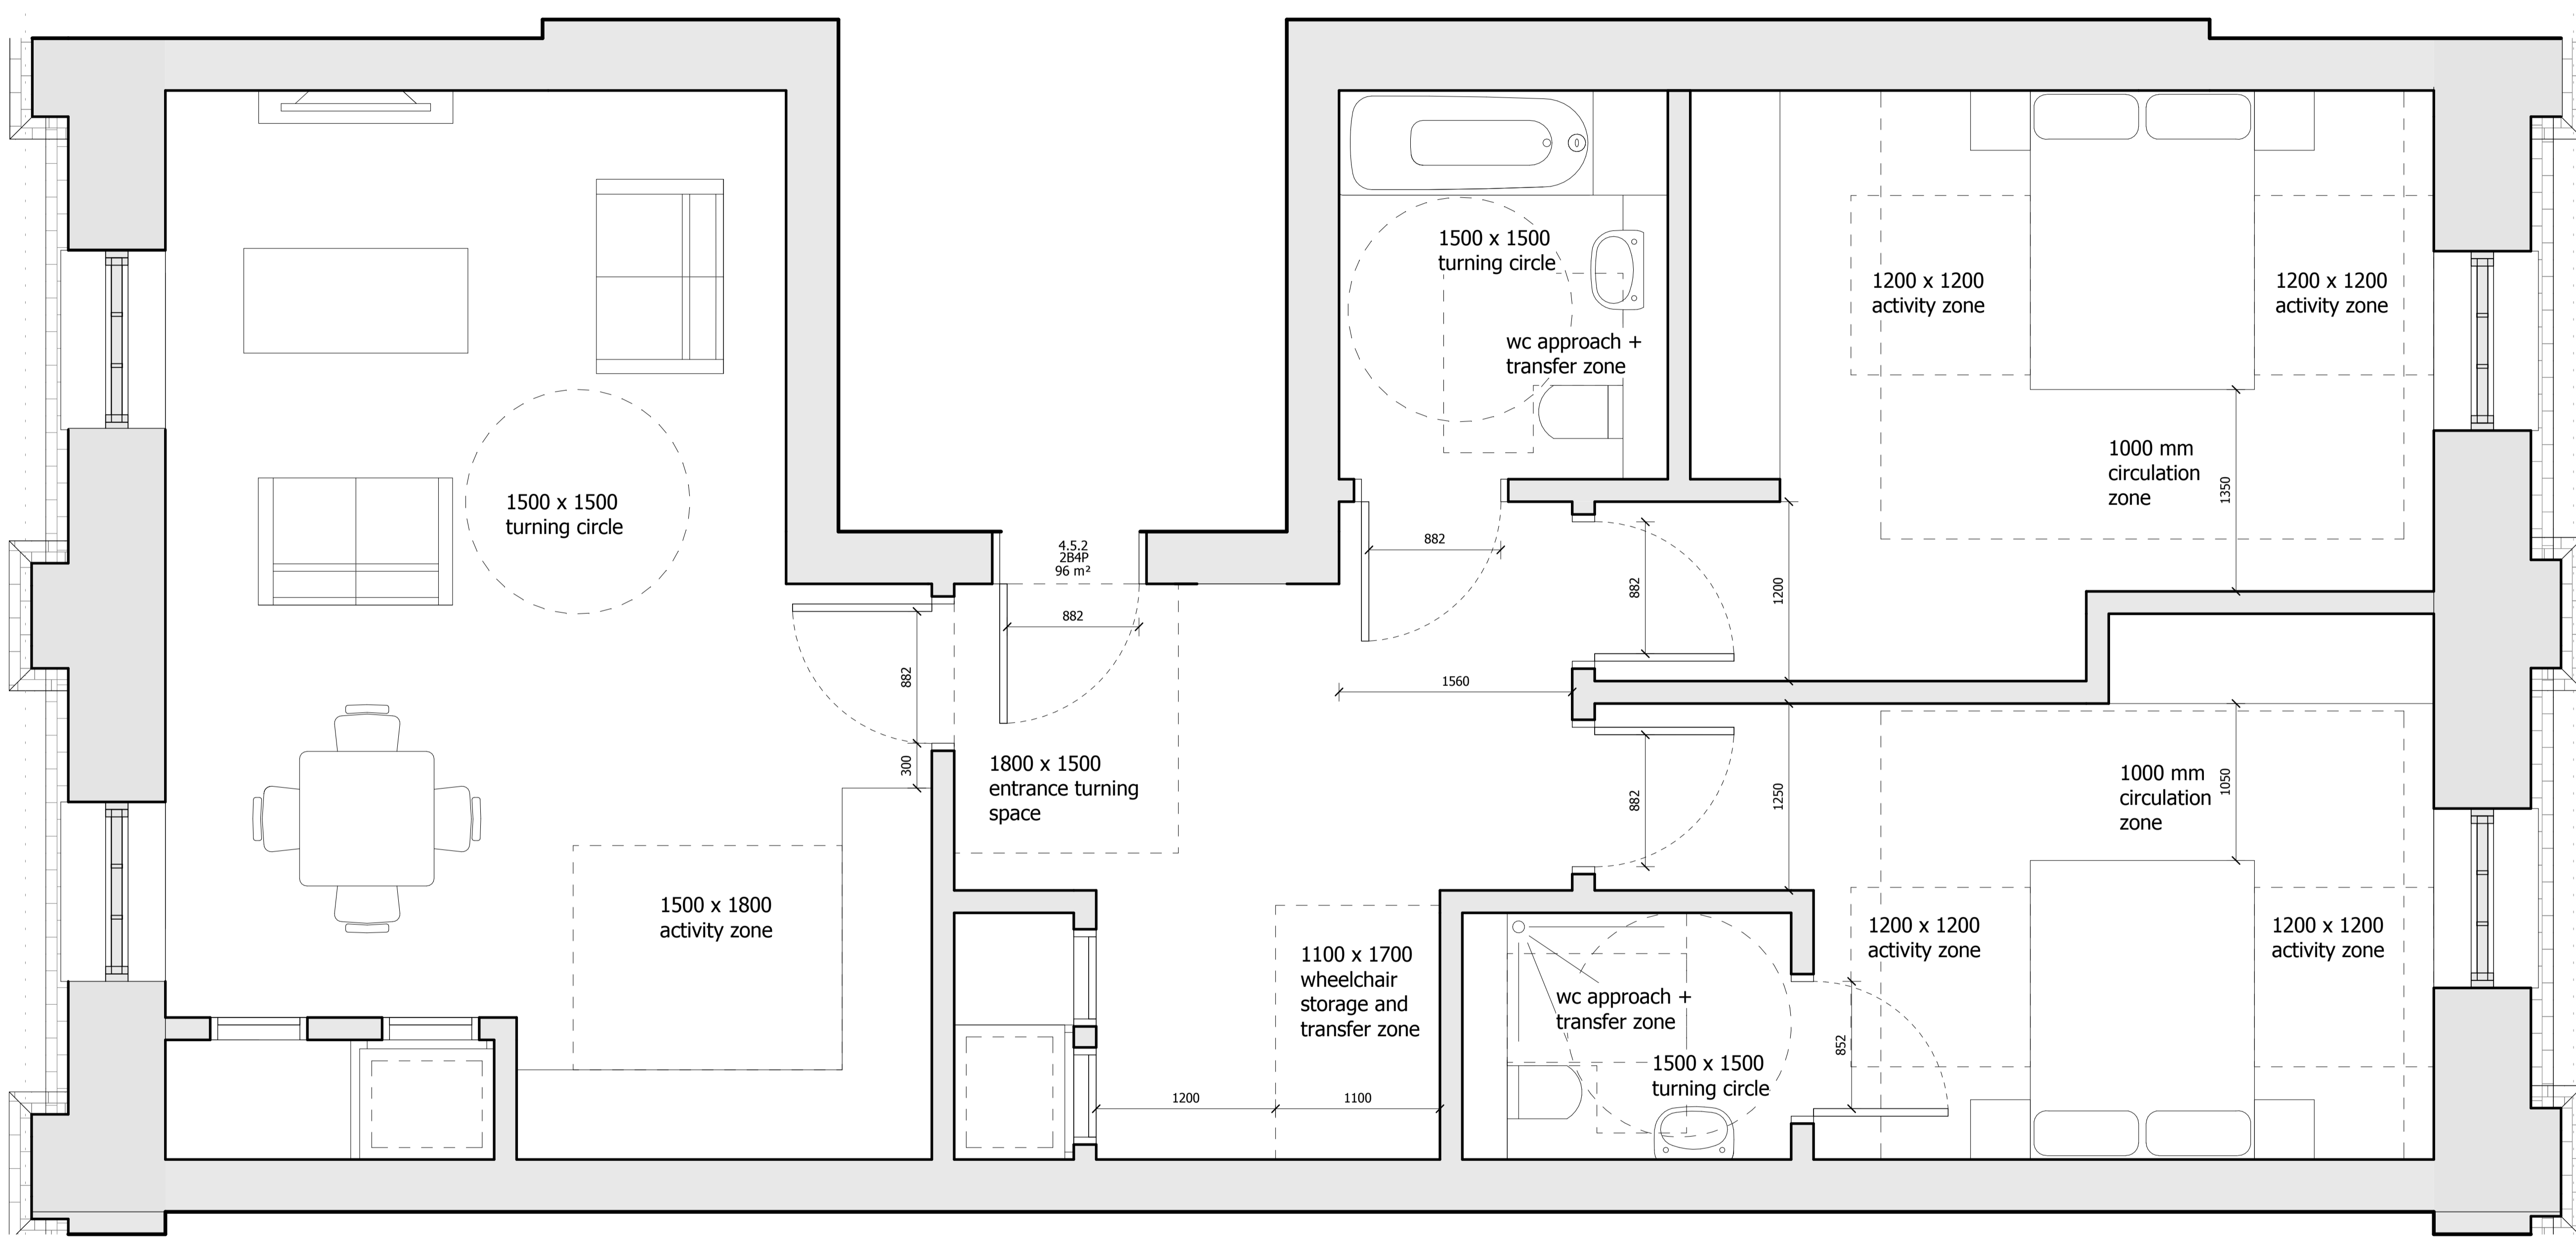 1500 x 1500
turning circle
wc approach +
transfer zone
1200 x 1200
activity zone
1200 x 1200
activity zone
1000 mm
circulation
zone
1350
1500 x 1500
turning circle
4.5.2
2B4P
96 m²
882
882
300
882
882
1200
1560
1800 x 1500
entrance turning
space
882
1250
1000 mm
circulation
zone
1050
1500 x 1800
activity zone
1100 x 1700
wheelchair
storage and
transfer zone
1200
1100
wc approach +
transfer zone
1500 x 1500
turning circle
852
1200 x 1200
activity zone
1200 x 1200
activity zone